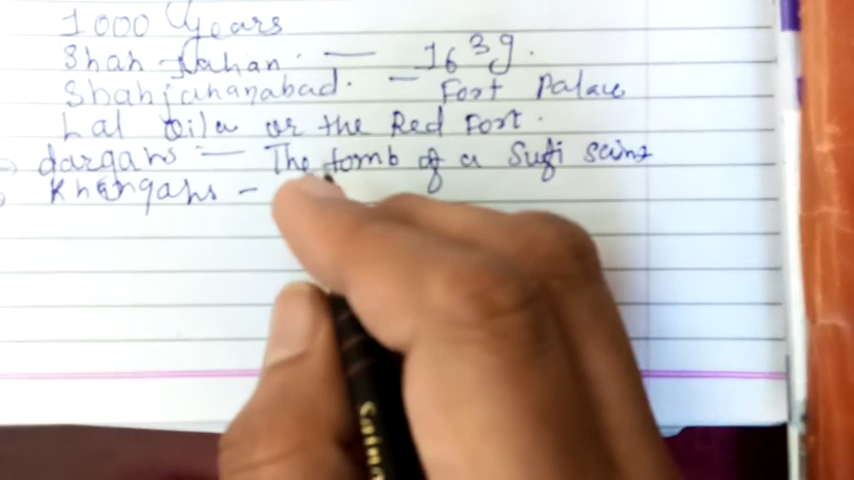 1000 Years
Shah Jahan. — 1639.
Shahjahanabad. — Fort Palace
Lal Qila or the Red Fort.
dargahs — The tomb of a Sufi saint
Khanqahs -